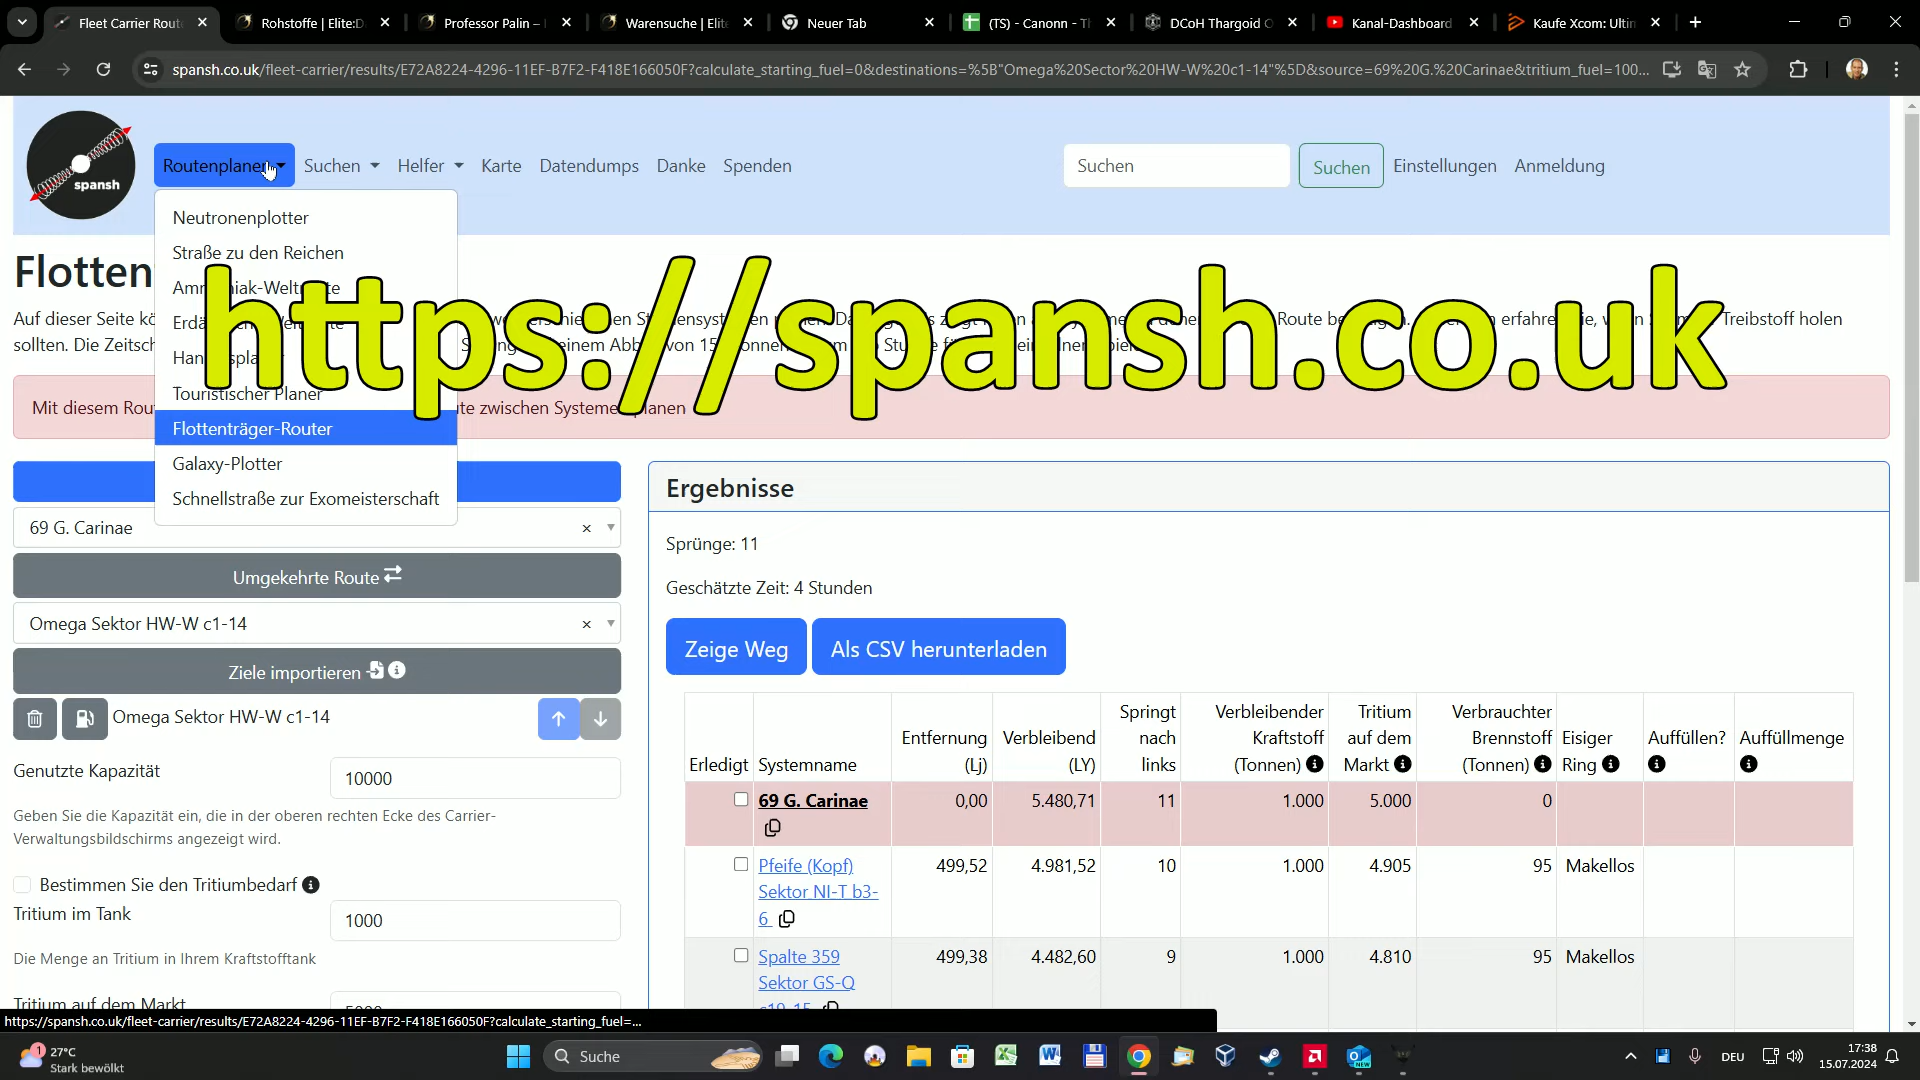 Fleet Carrier Rout
Rohstoffe | Elite:D
Professor Palin –
Warensuche | Elit
Neuer Tab
(TS) - Canonn - Th
DCoH Thargoid O
Kanal-Dashboard
Kaufe Xcom: Ultim
spansh.co.uk/fleet-carrier/results/E72A8224-4296-11EF-B7F2-F418E166050F?calculate_starting_fuel=0&destinations=%5B"Omega%20Sector%20HW-W%20c1-14"%5D&source=69%20G.%20Carinae&tritium_fuel=100...
spansh
Routenplaner
Suchen
Helfer
Karte
Datendumps
Danke
Spenden
Suchen
Suchen
Einstellungen
Anmeldung
Neutronenplotter
Straße zu den Reichen
Touristischer Planer
Flottenträger-Router
Galaxy-Plotter
Schnellstraße zur Exomeisterschaft
https://spansh.co.uk
Flotten
Auf dieser Seite
Route
Treibstoff holen
sollten. Die Zeitsch
Mit diesem Rou
zwischen Systemen planen
69 G. Carinae
Umgekehrte Route
Omega Sektor HW-W c1-14
Ziele importieren
Omega Sektor HW-W c1-14
Genutzte Kapazität
10000
Geben Sie die Kapazität ein, die in der oberen rechten Ecke des Carrier-
Verwaltungsbildschirms angezeigt wird.
Bestimmen Sie den Tritiumbedarf
Tritium im Tank
1000
Die Menge an Tritium in Ihrem Kraftstofftank
Tritium auf dem Markt
5000
Ergebnisse
Sprünge: 11
Geschätzte Zeit: 4 Stunden
Zeige Weg
Als CSV herunterladen
Erledigt Systemname Entfernung (Lj) Verbleibend (LY) Springt nach links Verbleibender Kraftstoff (Tonnen) Tritium auf dem Markt Verbrauchter Brennstoff (Tonnen) Eisiger Ring Auffüllen? Auffüllmenge
69 G. Carinae 0,00 5.480,71 11 1.000 5.000 0
Pfeife (Kopf) 499,52 4.981,52 10 1.000 4.905 95 Makellos
Sektor NI-T b3-
6
Spalte 359 499,38 4.482,60 9 1.000 4.810 95 Makellos
Sektor GS-Q
c19-15
https://spansh.co.uk/fleet-carrier/results/E72A8224-4296-11EF-B7F2-F418E166050F?calculate_starting_fuel=...
1
27°C
Stark bewölkt
Suche
NEW
DEU
17:38
15.07.2024